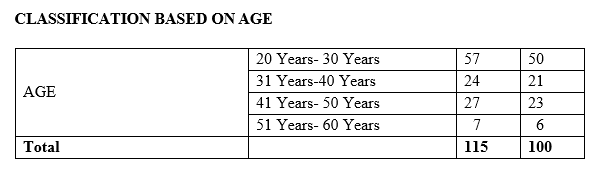 CLASSIFICATION BASED ON AGE
AGE
20 Years- 30 Years 57 50
31 Years-40 Years 24 21
41 Years- 50 Years 27 23
51 Years- 60 Years 7 6
Total 115 100